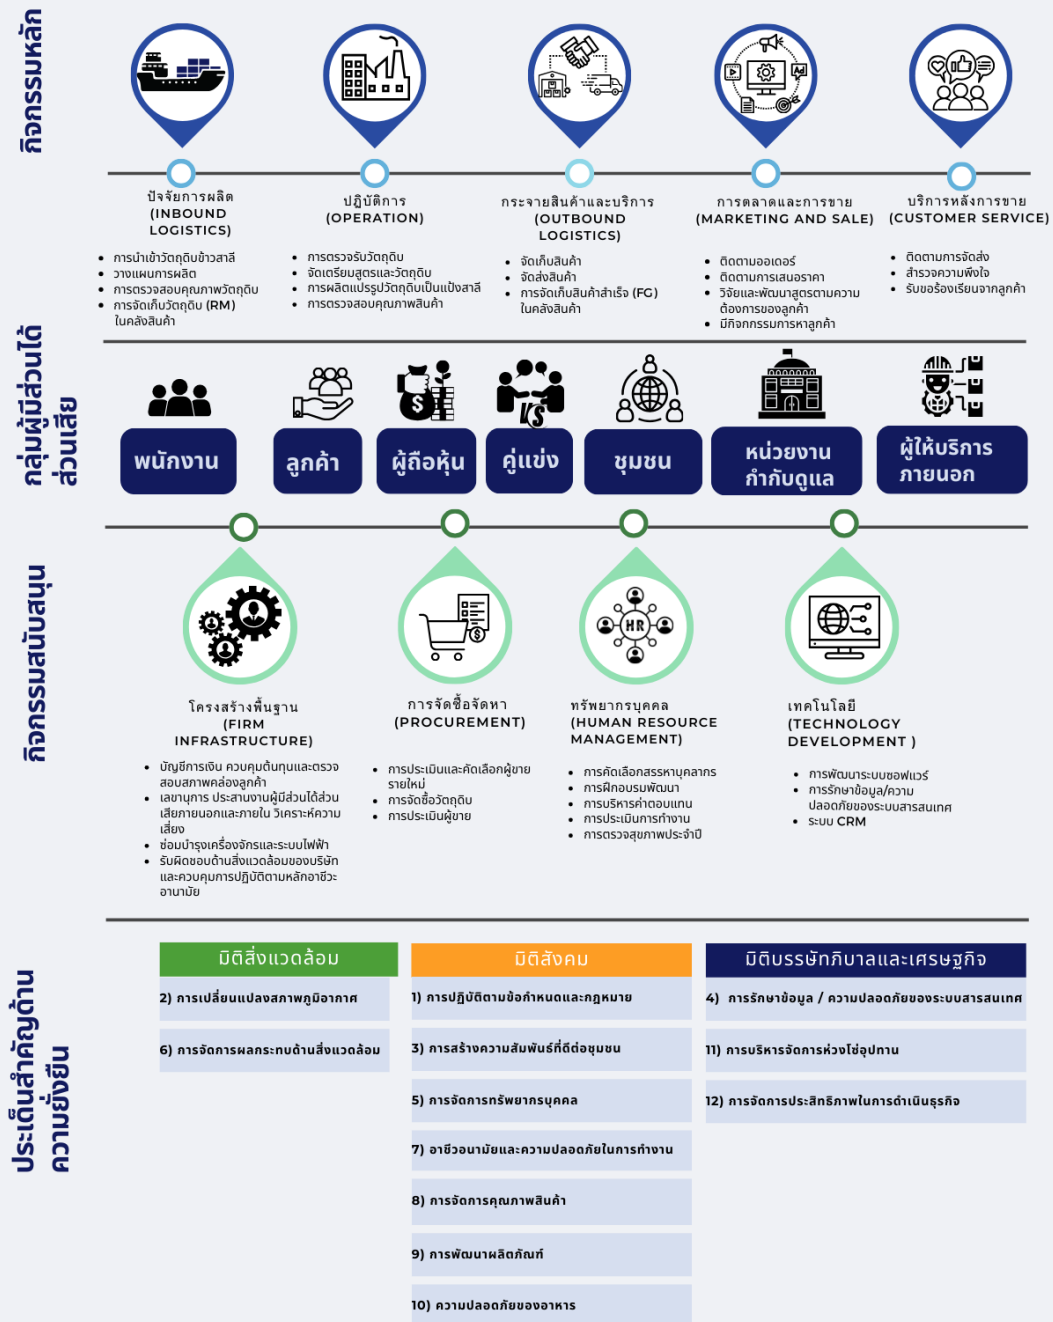 กิจกรรมหลัก
ปัจจัยการผลิต
(INBOUND
LOGISTICS)
การนำเข้าวัตถุดิบข้าวสาลี
วางแผนการผลิต
การตรวจสอบคุณภาพวัตถุดิบ
การจัดเก็บวัตถุดิบ (RM)
ในคลังสินค้า
ปฎิบัติการ
(OPERATION)
การตรวจรับวัตถุดิบ
จัดเตรียมสูตรและวัตถุดิบ
การผลิตแปรรูปวัตถุดิบเป็นแป้งสาลี
การตรวจสอบคุณภาพสินค้า
กระจายสินค้าและบริการ
(OUTBOUND
LOGISTICS)
จัดเก็บสินค้า
จัดส่งสินค้า
การจัดเก็บสินค้าสำเร็จ (FG)
ในคลังสินค้า
Ad
การตลาดและการขาย
(MARKETING AND SALE)
ติดตามออเดอร์
ติดตามการเสนอราคา
วิจัยและพัฒนาสูตรตามความ
ต้องการของลูกค้า
มีกิจกกรรมการหาลูกค้า
บริการหลังการขาย
(CUSTOMER SERVICE)
ติดตามการจัดส่ง
สำรวจความพึงใจ
รับขอร้องเรียนจากลูกค้า
กลุ่มผู้มีส่วนได้
ส่วนเสีย
VS
พนักงาน
ลูกค้า
ผู้ถือหุ้น
คู่แข่ง
ชุมชน
หน่วยงาน
กำกับดูแล
ผู้ให้บริการ
ภายนอก
กิจกรรมสนับสนุน
โครงสร้างพื้นฐาน
(FIRM
INFRASTRUCTURE)
บัญชีการเงิน ควบคุมต้นทุนและตรวจ
สอบสภาพคล่องลูกค้า
เลขานุการ ประสานงานผู้มีส่วนได้ส่วน
เสียภายนอกและภายใน วิเคราะห์ความ
เสี่ยง
ซ่อมบำรุงเครื่องจักรและระบบไฟฟ้า
รับผิดชอบด้านสิ่งแวดล้อมของบริษัท
และควบคุมการปฏิบัติตามหลักอาชีวะ
อานามัย
การจัดซื้อจัดหา
(PROCUREMENT)
การประเมินและคัดเลือกผู้ขาย
รายใหม่
การจัดซื้อวัตถุดิบ
การประเมินผู้ขาย
HR
ทรัพยากรบุคคล
(HUMAN RESOURCE
MANAGEMENT)
การคัดเลือกสรรหาบุคลากร
การฝึกอบรมพัฒนา
การบริหารค่าตอบแทน
การประเมินการทำงาน
การตรวจสุขภาพประจำปี
เทคโนโลยี
(TECHNOLOGY
DEVELOPMENT )
การพัฒนาระบบซอฟแวร์
การรักษาข้อมูล/ความ
ปลอดภัยของระบบสารสนเทศ
ระบบ CRM
ประเด็นสำคัญด้าน
ความยั่งยืน
มิติสิ่งแวดล้อม
2) การเปลี่ยนแปลงสภาพภูมิอากาศ
6) การจัดการผลกระทบด้านสิ่งแวดล้อม
มิติสังคม
1) การปฏิบัติตามข้อกำหนดและกฎหมาย
3) การสร้างความสัมพันธ์ที่ดีต่อชุมชน
5) การจัดการทรัพยากรบุคคล
7) อาชีวอนามัยและความปลอดภัยในการทำงาน
8) การจัดการคุณภาพสินค้า
9) การพัฒนาผลิตภัณฑ์
10) ความปลอดภัยของอาหาร
มิติบรรษัทภิบาลและเศรษฐกิจ
4) การรักษาข้อมูล / ความปลอดภัยของระบบสารสนเทศ
11) การบริหารจัดการห่วงโซ่อุปทาน
12) การจัดการประสิทธิภาพในการดำเนินธุรกิจ